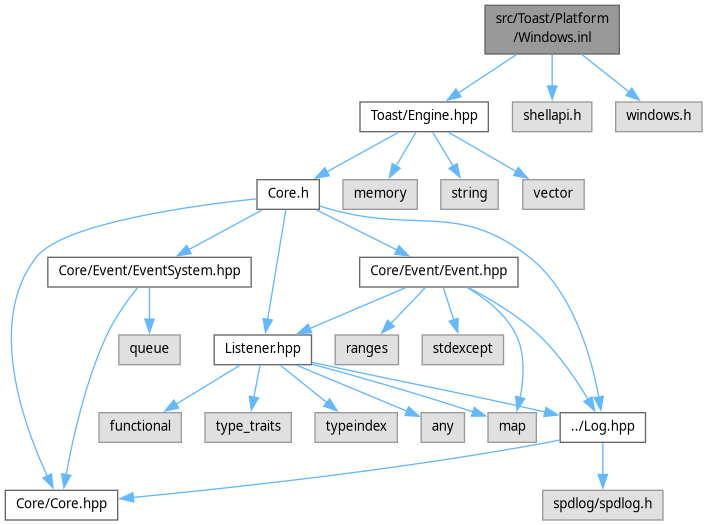 src/Toast/Platform
/Windows.inl
Toast/Engine.hpp
shellapi.h
windows.h
Core.h
memory
string
vector
Core/Event/EventSystem.hpp
Core/Event/Event.hpp
queue
Listener.hpp
ranges
stdexcept
functional
type_traits
typeindex
any
map
../Log.hpp
Core/Core.hpp
spdlog/spdlog.h